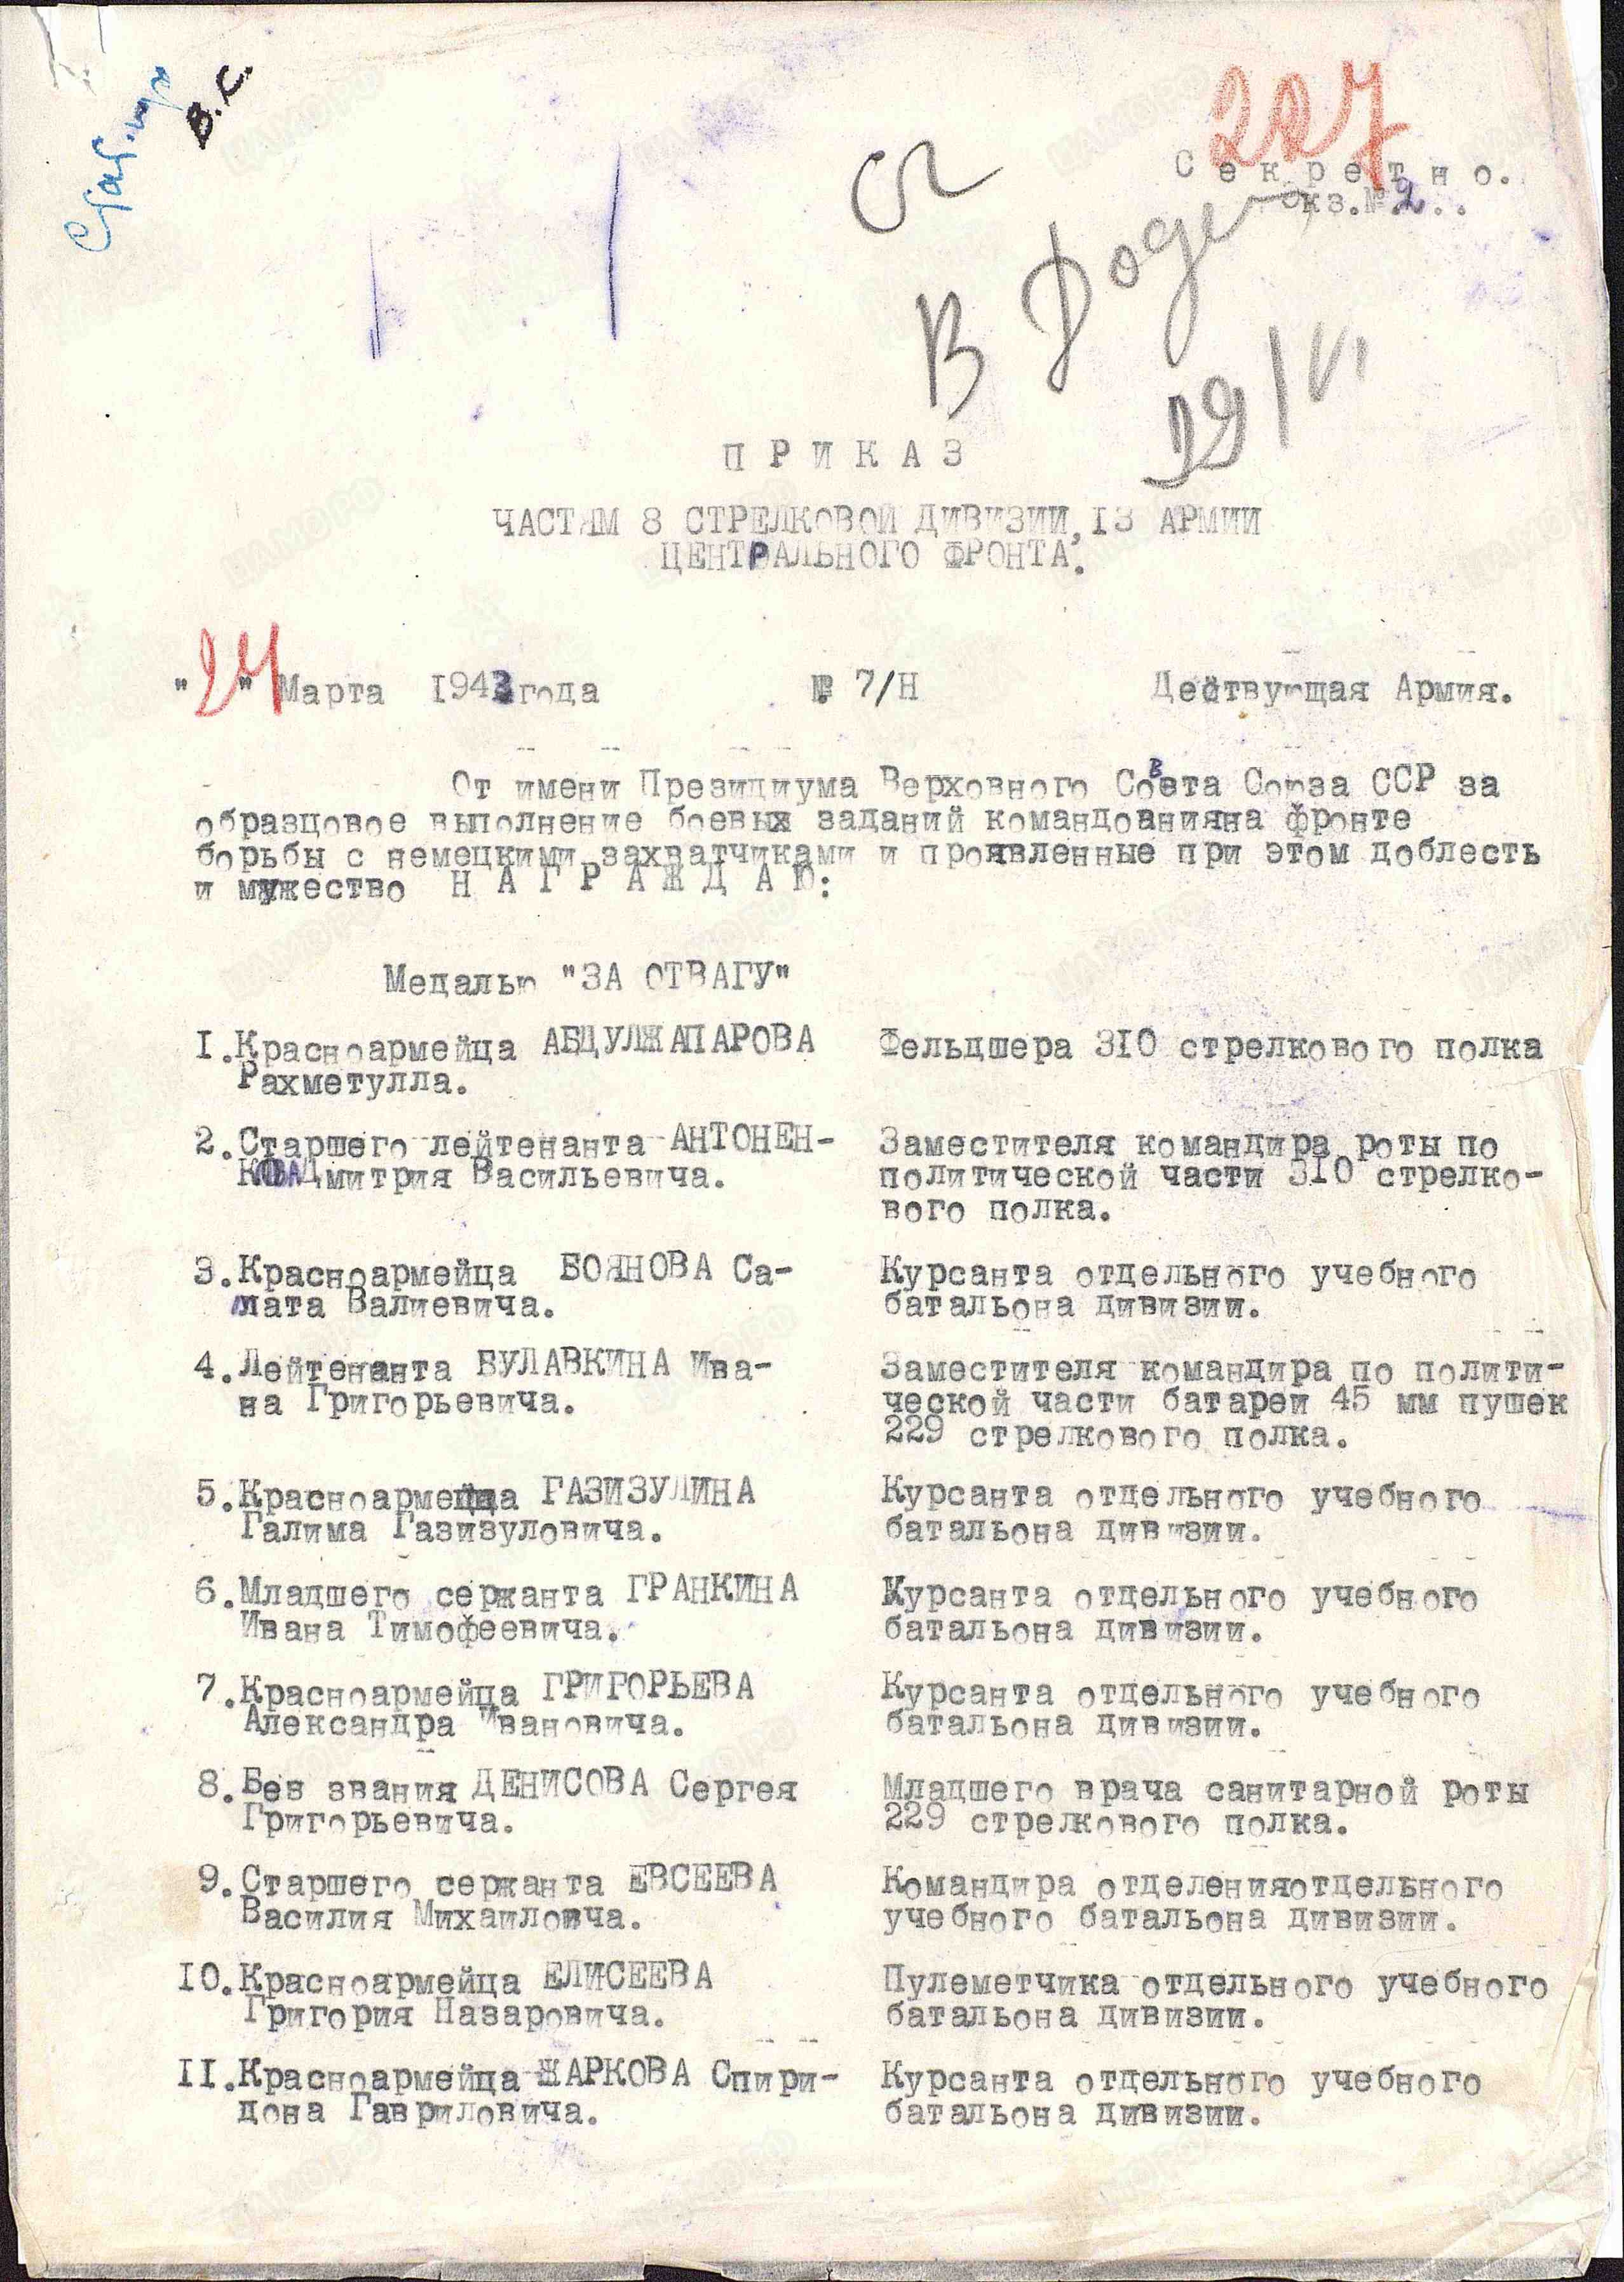 В.С.
227
Секретно.
Экз.№.2..
В
29/VI
ПРИКАЗ
ЧАСТЯМ 8 СТРЕЛКОВОЙ ДИВИЗИИ, 13 АРМИИ
ЦЕНТРАЛЬНОГО ФРОНТА.
"24" Марта 1943 года № 7/Н Действующая Армия.
От имени Президиума Верховного Совета Союза ССР за
образцовое выполнение боевых заданий командованияна фронте
борьбы с немецкими захватчиками и проявленные при этом доблесть
и мужество НАГРАЖДАЮ:
Медалью "ЗА ОТВАГУ"
1.Красноармейца АБДУЛЖАПАРОВА Фельдшера 310 стрелкового полка
Рахметулла.
2.Старшего лейтенанта АНТОНЕН- Заместителя командира роты по
КОВА Дмитрия Васильевича. политической части 310 стрелко-
вого полка.
3.Красноармейца БОЯНОВА Са- Курсанта отдельного учебного
лата Валиевича. батальона дивизии.
4.Лейтенанта БУЛАВКИНА Ива- Заместителя командира по полити-
на Григорьевича. ческой части батареи 45 мм пушек
229 стрелкового полка.
5.Красноармейца ГАЗИЗУЛИНА Курсанта отдельного учебного
Галима Газизуловича. батальона дивизии.
6.Младшего сержанта ГРАНКИНА Курсанта отдельного учебного
Ивана Тимофеевича. батальона дивизии.
7.Красноармейца ГРИГОРЬЕВА Курсанта отдельного учебного
Александра Ивановича. батальона дивизии.
8.Без звания ДЕНИСОВА Сергея Младшего врача санитарной роты
Григорьевича. 229 стрелкового полка.
9.Старшего сержанта ЕВСЕЕВА Командира отделенияотдельного
Василия Михаиловча. учебного батальона дивизии.
10.Красноармейца ЕЛИСЕЕВА Пулеметчика отдельного учебного
Григория Назаровича. батальона дивизии.
11.Красноармейца ЖАРКОВА Спири- Курсанта отдельного учебного
дона Гавриловича. батальона дивизии.